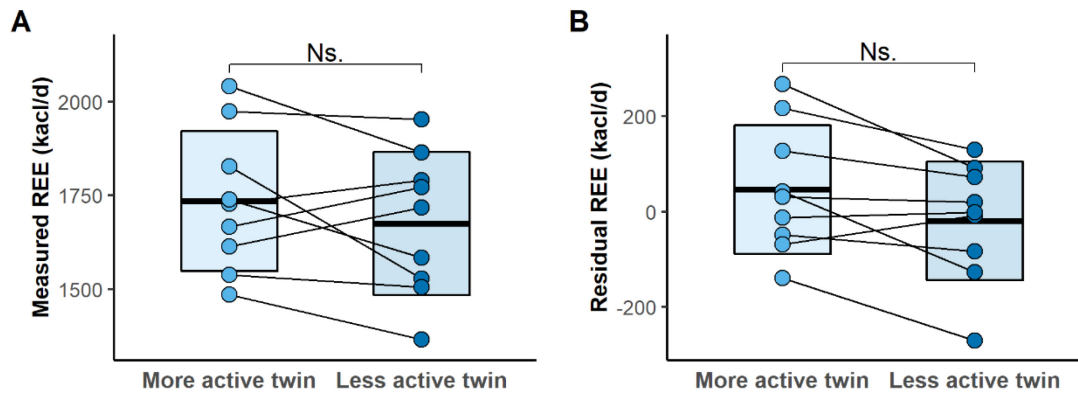 A
Measured REE (kacl/d)
2000
1750
1500
Ns.
More active twin
Less active twin
B
Residual REE (kacl/d)
200
0
-200
Ns.
More active twin
Less active twin